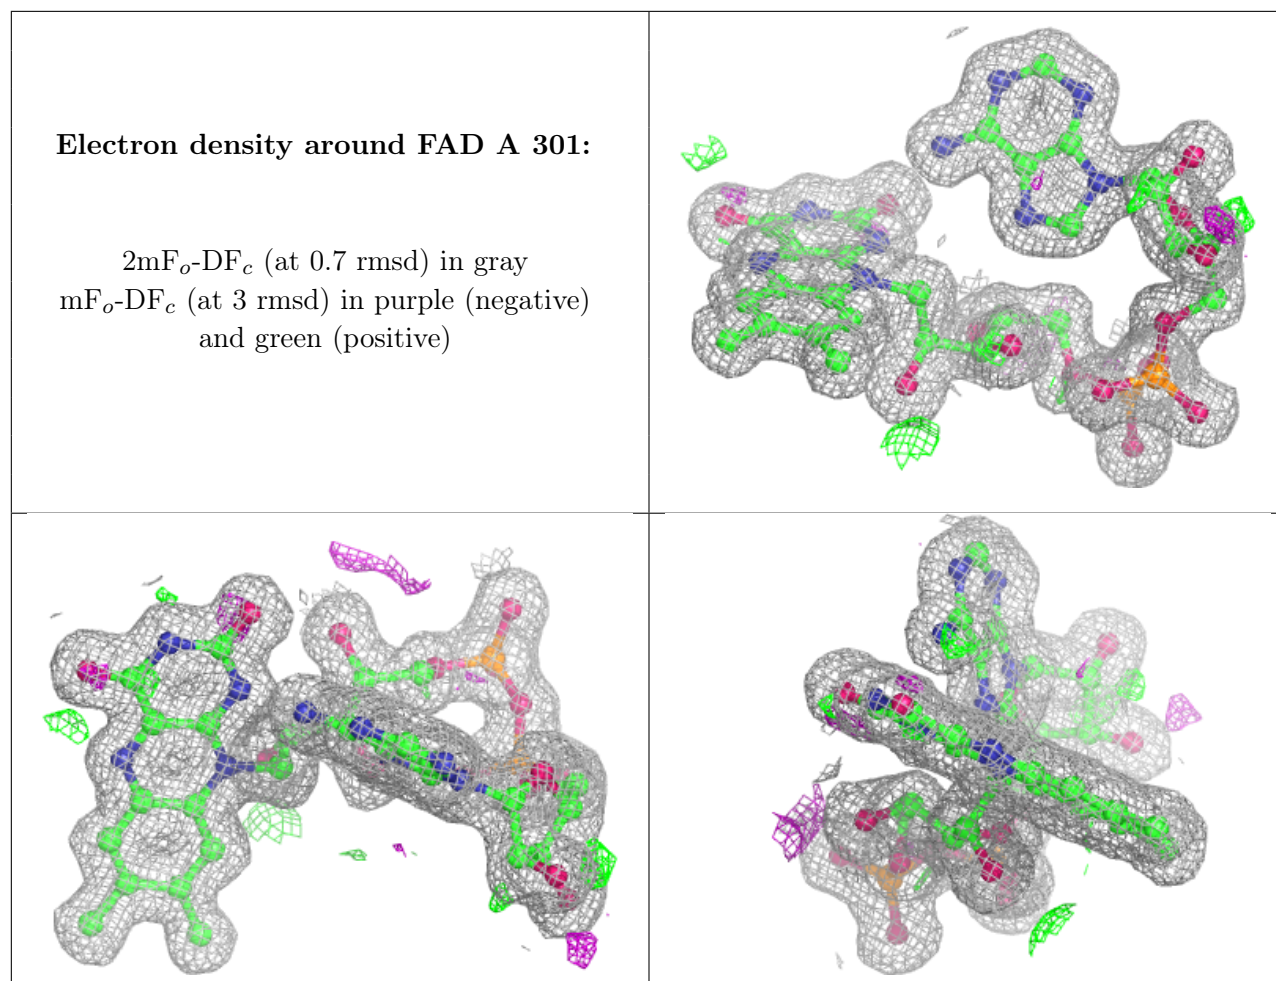 Electron density around FAD A 301:
2mFo-DFc (at 0.7 rmsd) in gray
mFo-DFc (at 3 rmsd) in purple (negative)
and green (positive)